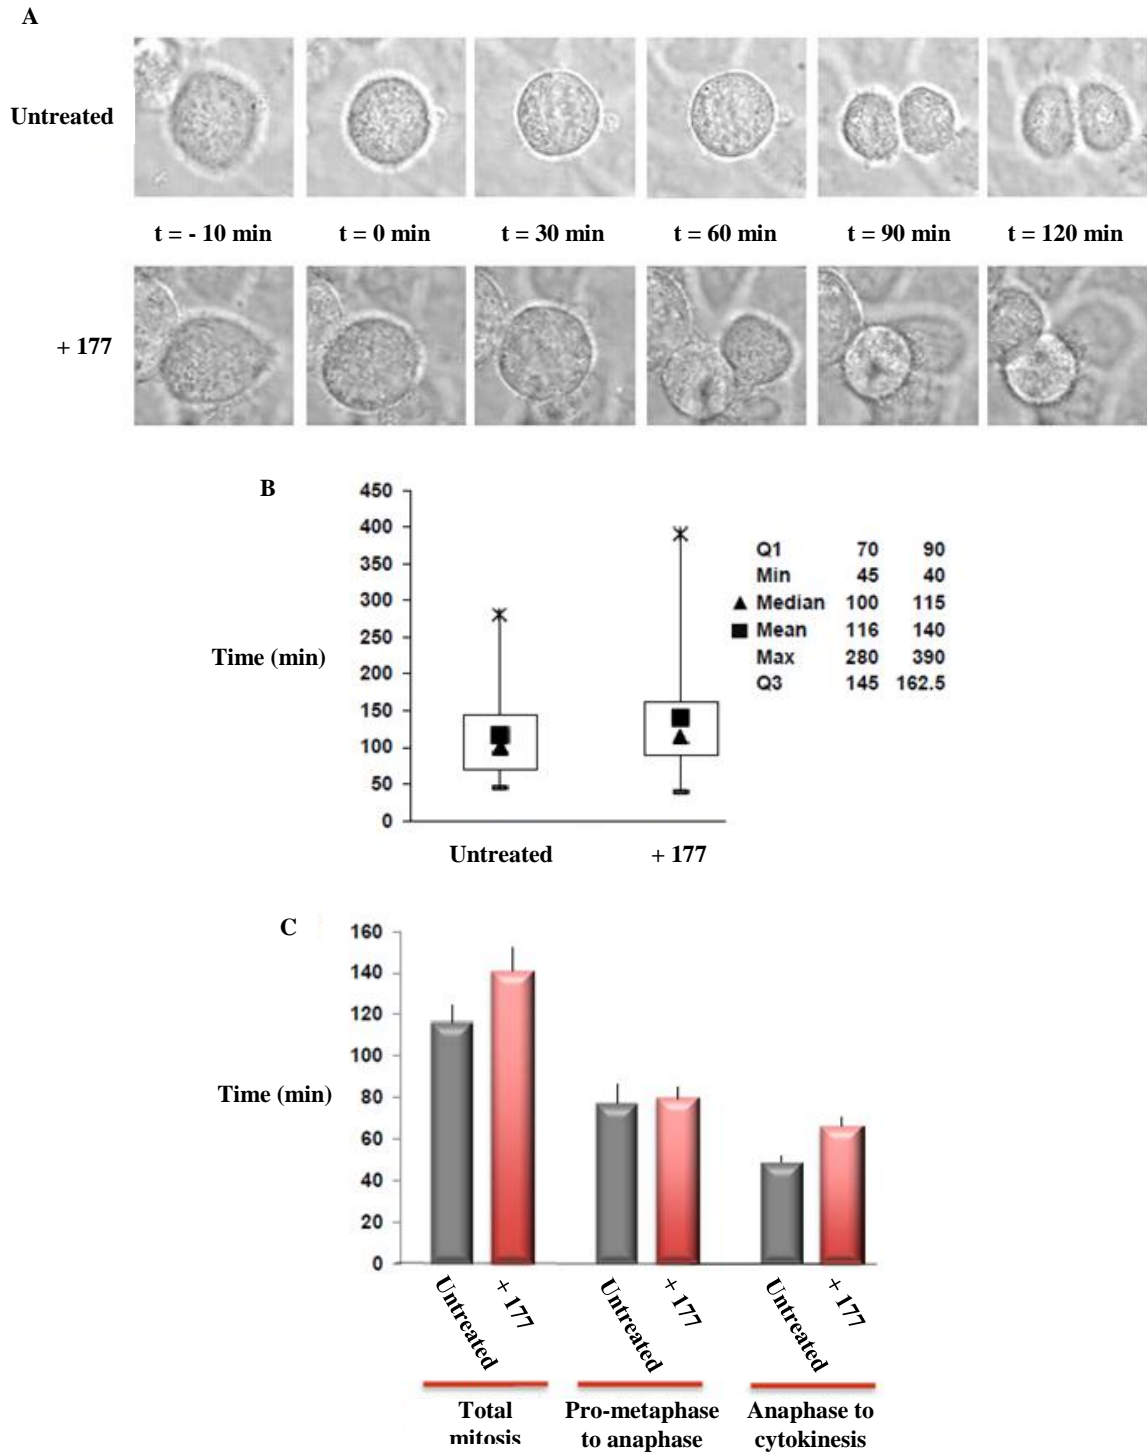 A
Untreated
t = - 10 min t = 0 min t = 30 min t = 60 min t = 90 min t = 120 min
+ 177
B
450
400
350
300
250
200
150
100
50
0
Time (min)
Untreated + 177
Q1 70 90
Min 45 40
▲ Median 100 115
■ Mean 116 140
Max 280 390
Q3 145 162.5
C
160
140
120
100
80
60
40
20
0
Time (min)
Untreated + 177 Untreated + 177 Untreated + 177
Total mitosis
Pro-metaphase to anaphase
Anaphase to cytokinesis